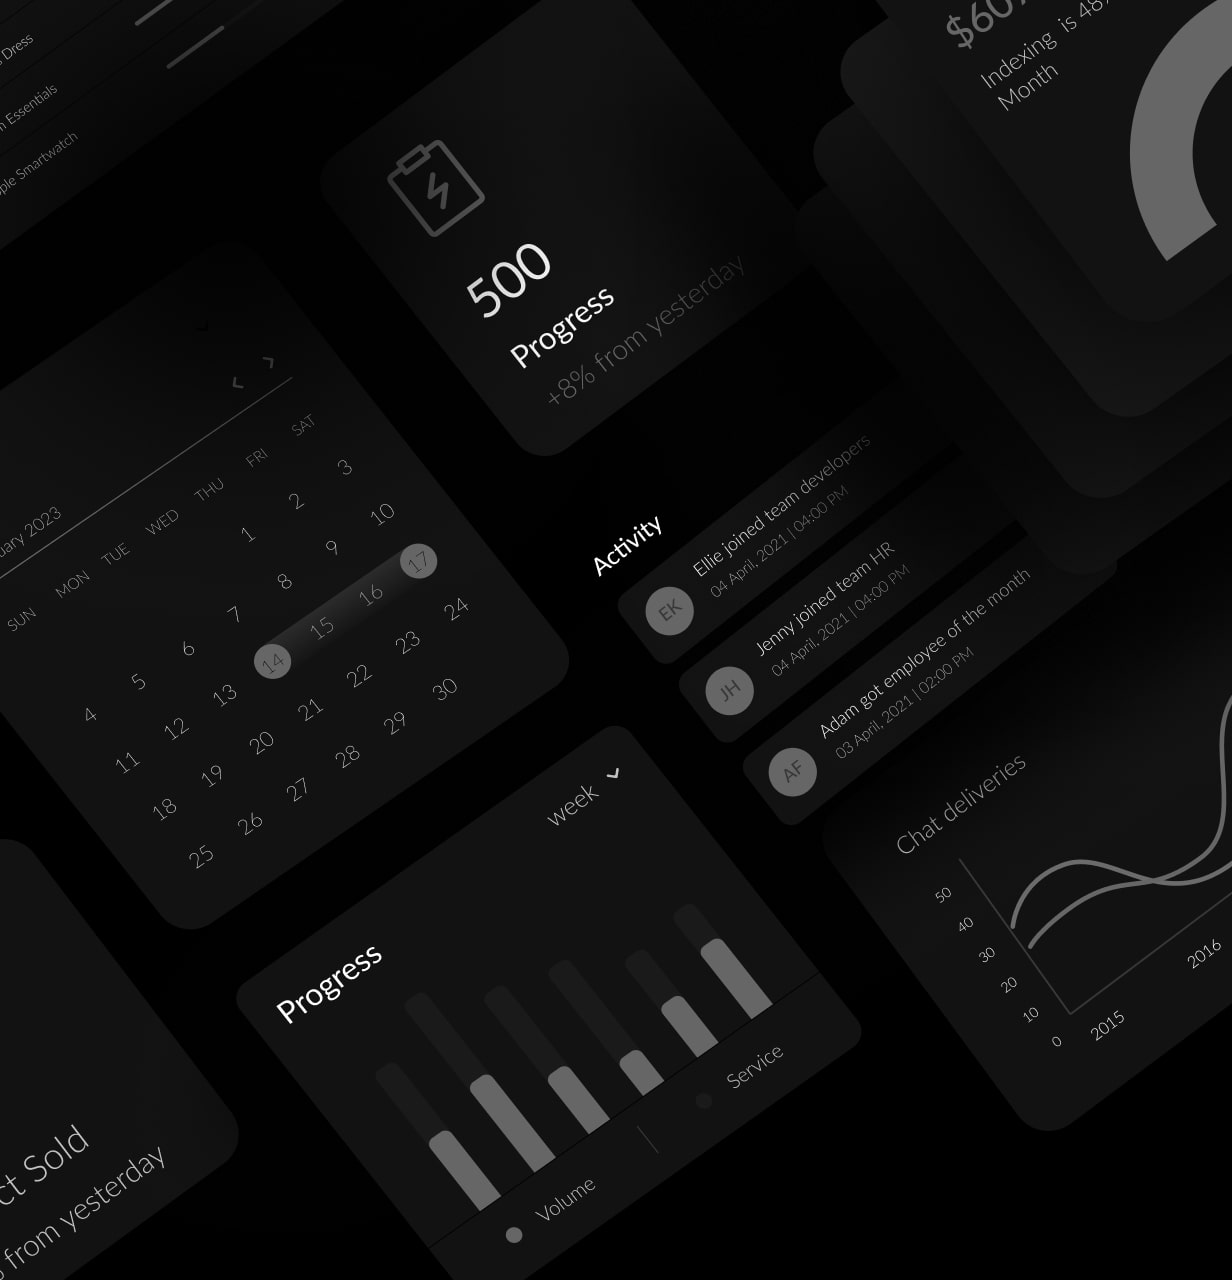 Dress
Essentials
Smartwatch
500
Progress
+8% from yesterday
Indexing is 48
Month
2023
SUN MON TUE WED THU FRI SAT
1 2 3
4 5 6 7 8 9 10
11 12 13 14 15 16 17
18 19 20 21 22 23 24
25 26 27 28 29 30
Activity
EK
Ellie joined team developers
04 April, 2021 | 04:00 PM
JH
Jenny joined team HR
04 April, 2021 | 04:00 PM
AF
Adam got employee of the month
03 April, 2021 | 02:00 PM
Progress
week
Volume
Service
Chat deliveries
50
40
30
20
10
0
2015 2016
Sold
from yesterday